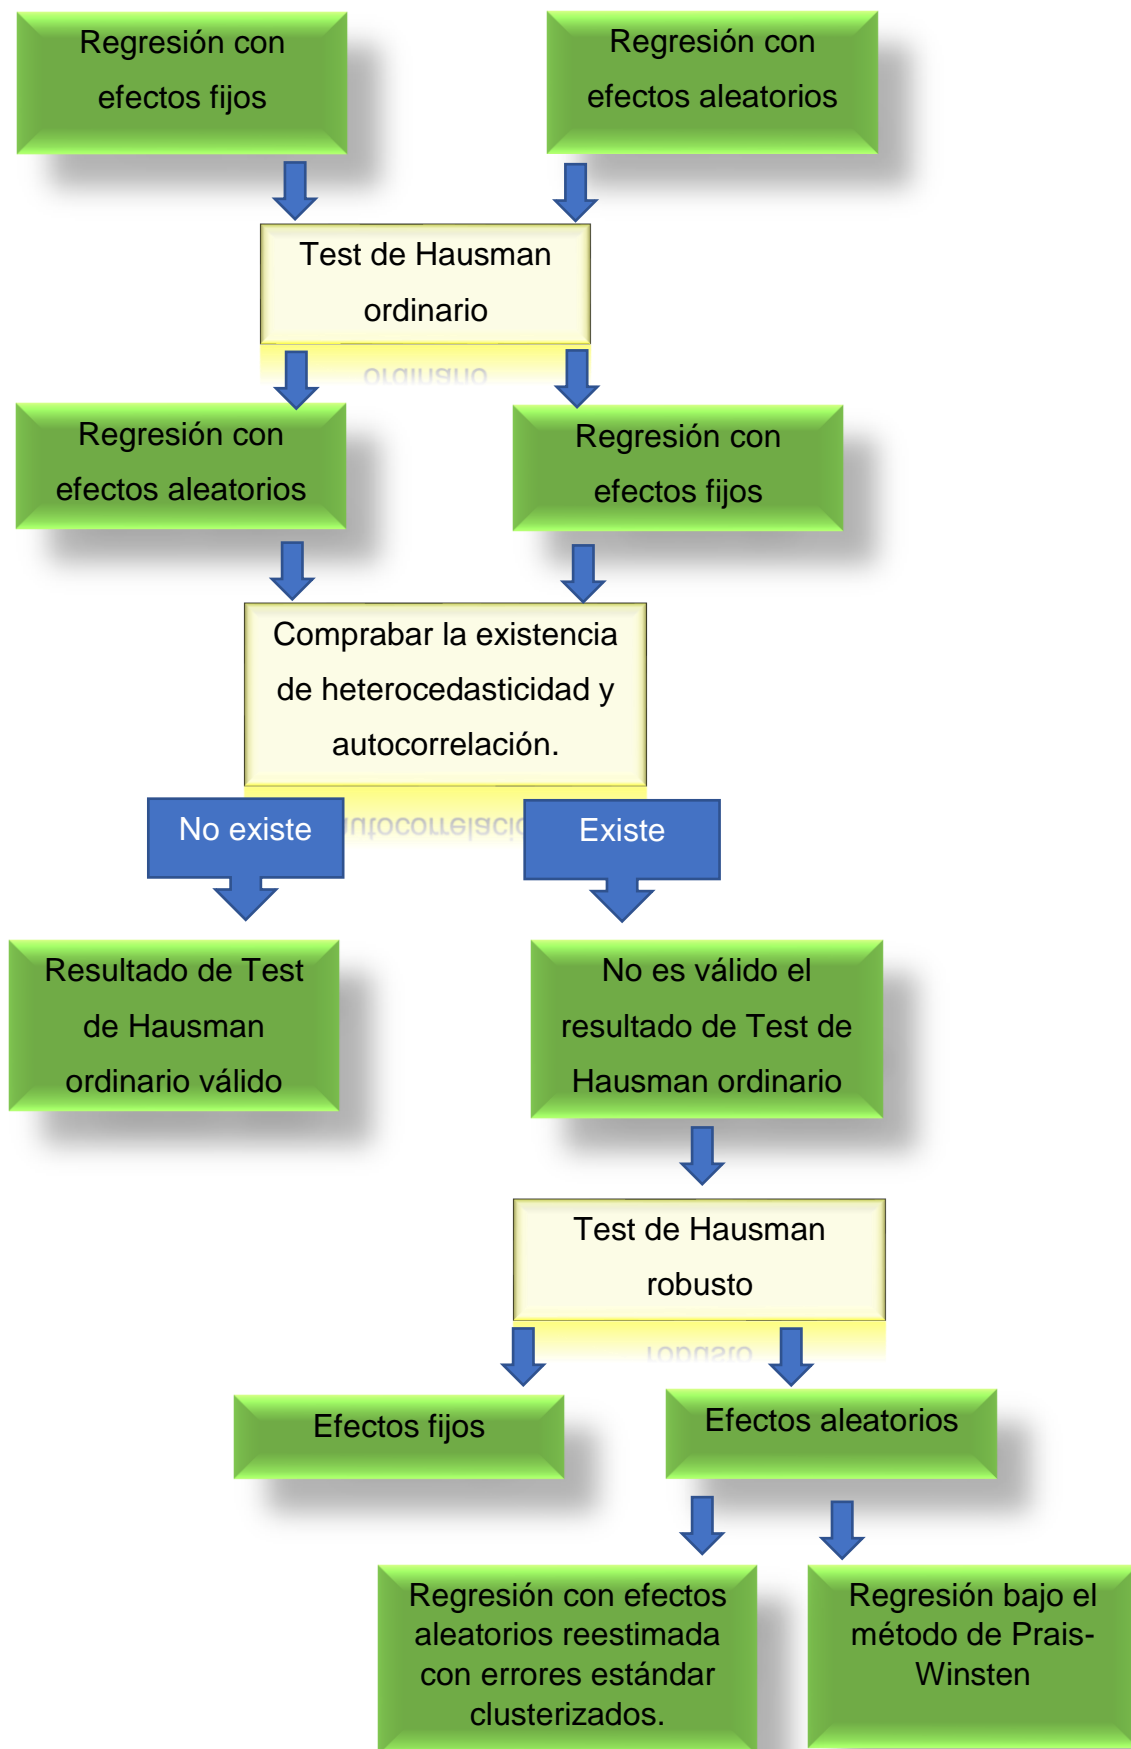 Regresión con
efectos fijos
Regresión con
efectos aleatorios
Test de Hausman
ordinario
Regresión con
efectos aleatorios
Regresión con
efectos fijos
Comprabar la existencia
de heterocedasticidad y
autocorrelación.
No existe
Existe
Resultado de Test
de Hausman
ordinario válido
No es válido el
resultado de Test de
Hausman ordinario
Test de Hausman
robusto
Efectos fijos
Efectos aleatorios
Regresión con efectos
aleatorios reestimada
con errores estándar
clusterizados.
Regresión bajo el
método de Prais-
Winsten